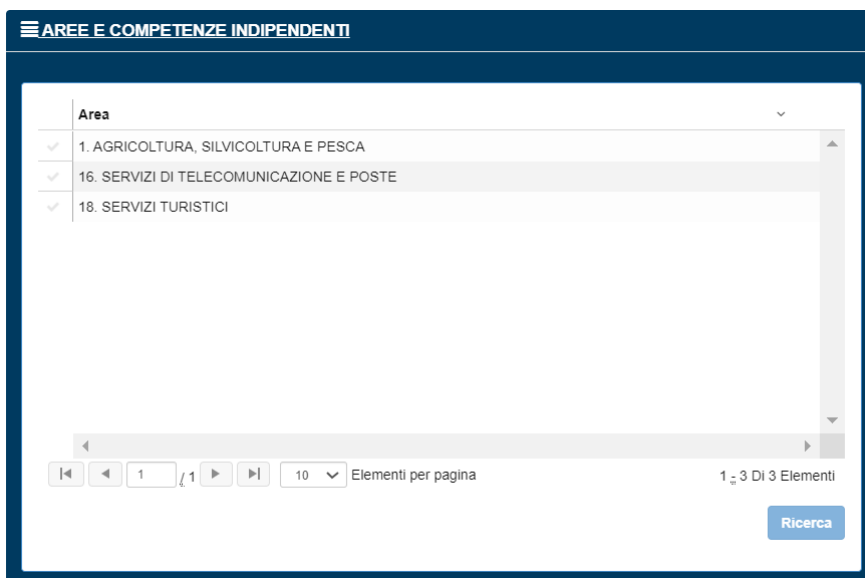 AREE E COMPETENZE INDIPENDENTI
Area
1. AGRICOLTURA, SILVICOLTURA E PESCA
16. SERVIZI DI TELECOMUNICAZIONE E POSTE
18. SERVIZI TURISTICI
1 / 1 10 Elementi per pagina 1 - 3 Di 3 Elementi
Ricerca